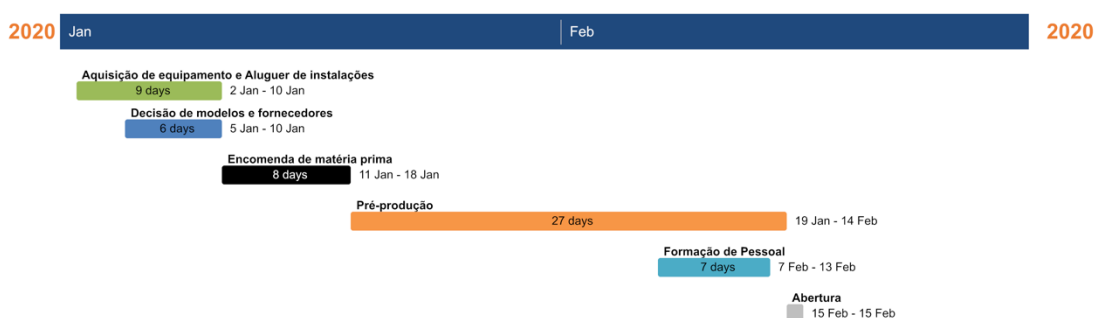 2020 Jan Feb 2020
Aquisição de equipamento e Aluguer de instalações
9 days 2 Jan - 10 Jan
Decisão de modelos e fornecedores
6 days 5 Jan - 10 Jan
Encomenda de matéria prima
8 days 11 Jan - 18 Jan
Pré-produção
27 days 19 Jan - 14 Feb
Formação de Pessoal
7 days 7 Feb - 13 Feb
Abertura
15 Feb - 15 Feb